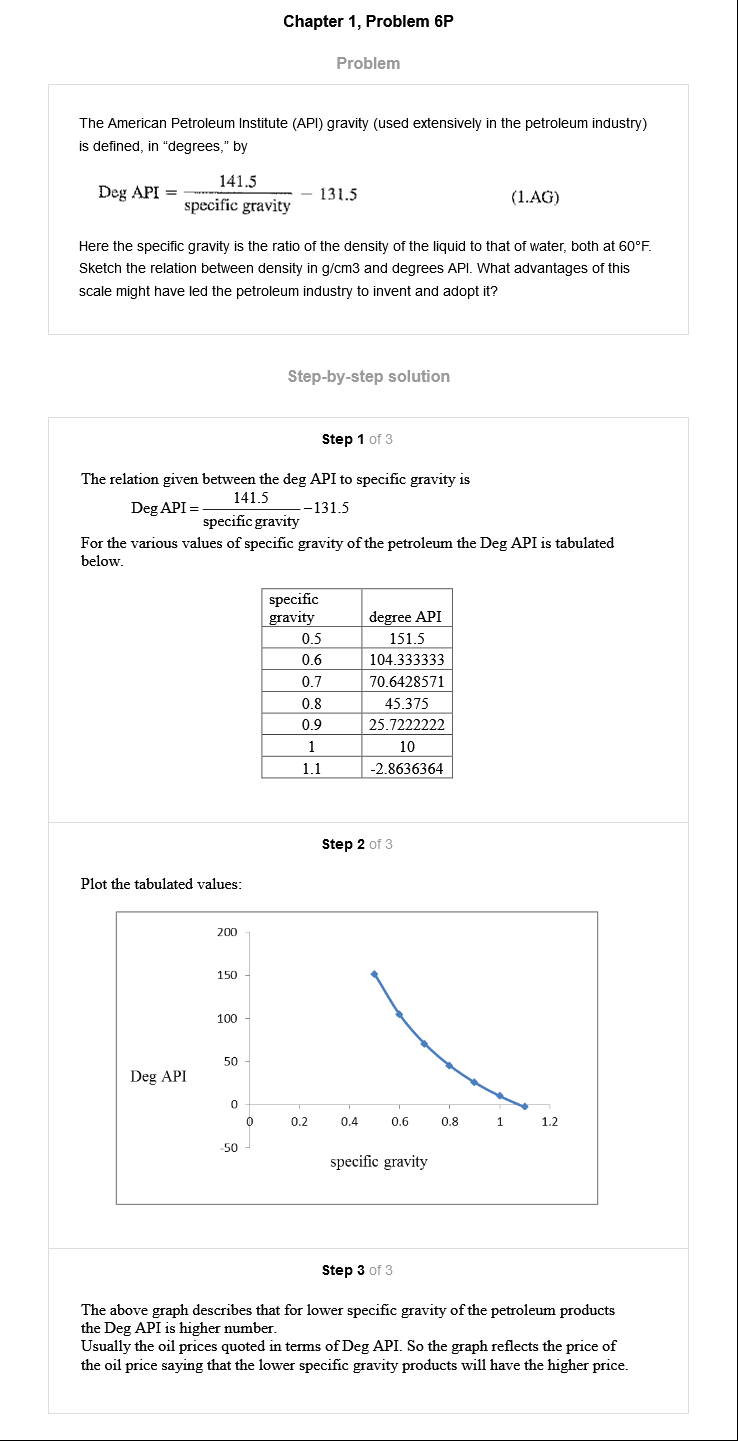 Chapter 1, Problem 6P
Problem
The American Petroleum Institute (API) gravity (used extensively in the petroleum industry)
is defined, in “degrees,” by
Deg API = 141.5 / specific gravity − 131.5 (1.AG)
Here the specific gravity is the ratio of the density of the liquid to that of water, both at 60°F.
Sketch the relation between density in g/cm3 and degrees API. What advantages of this
scale might have led the petroleum industry to invent and adopt it?
Step-by-step solution
Step 1 of 3
The relation given between the deg API to specific gravity is
Deg API = 141.5 / specific gravity −131.5
For the various values of specific gravity of the petroleum the Deg API is tabulated
below.
specific
gravity degree API
0.5 151.5
0.6 104.333333
0.7 70.6428571
0.8 45.375
0.9 25.7222222
1 10
1.1 -2.8636364
Step 2 of 3
Plot the tabulated values:
200
150
100
50
Deg API
0
0 0.2 0.4 0.6 0.8 1 1.2
-50
specific gravity
Step 3 of 3
The above graph describes that for lower specific gravity of the petroleum products
the Deg API is higher number.
Usually the oil prices quoted in terms of Deg API. So the graph reflects the price of
the oil price saying that the lower specific gravity products will have the higher price.